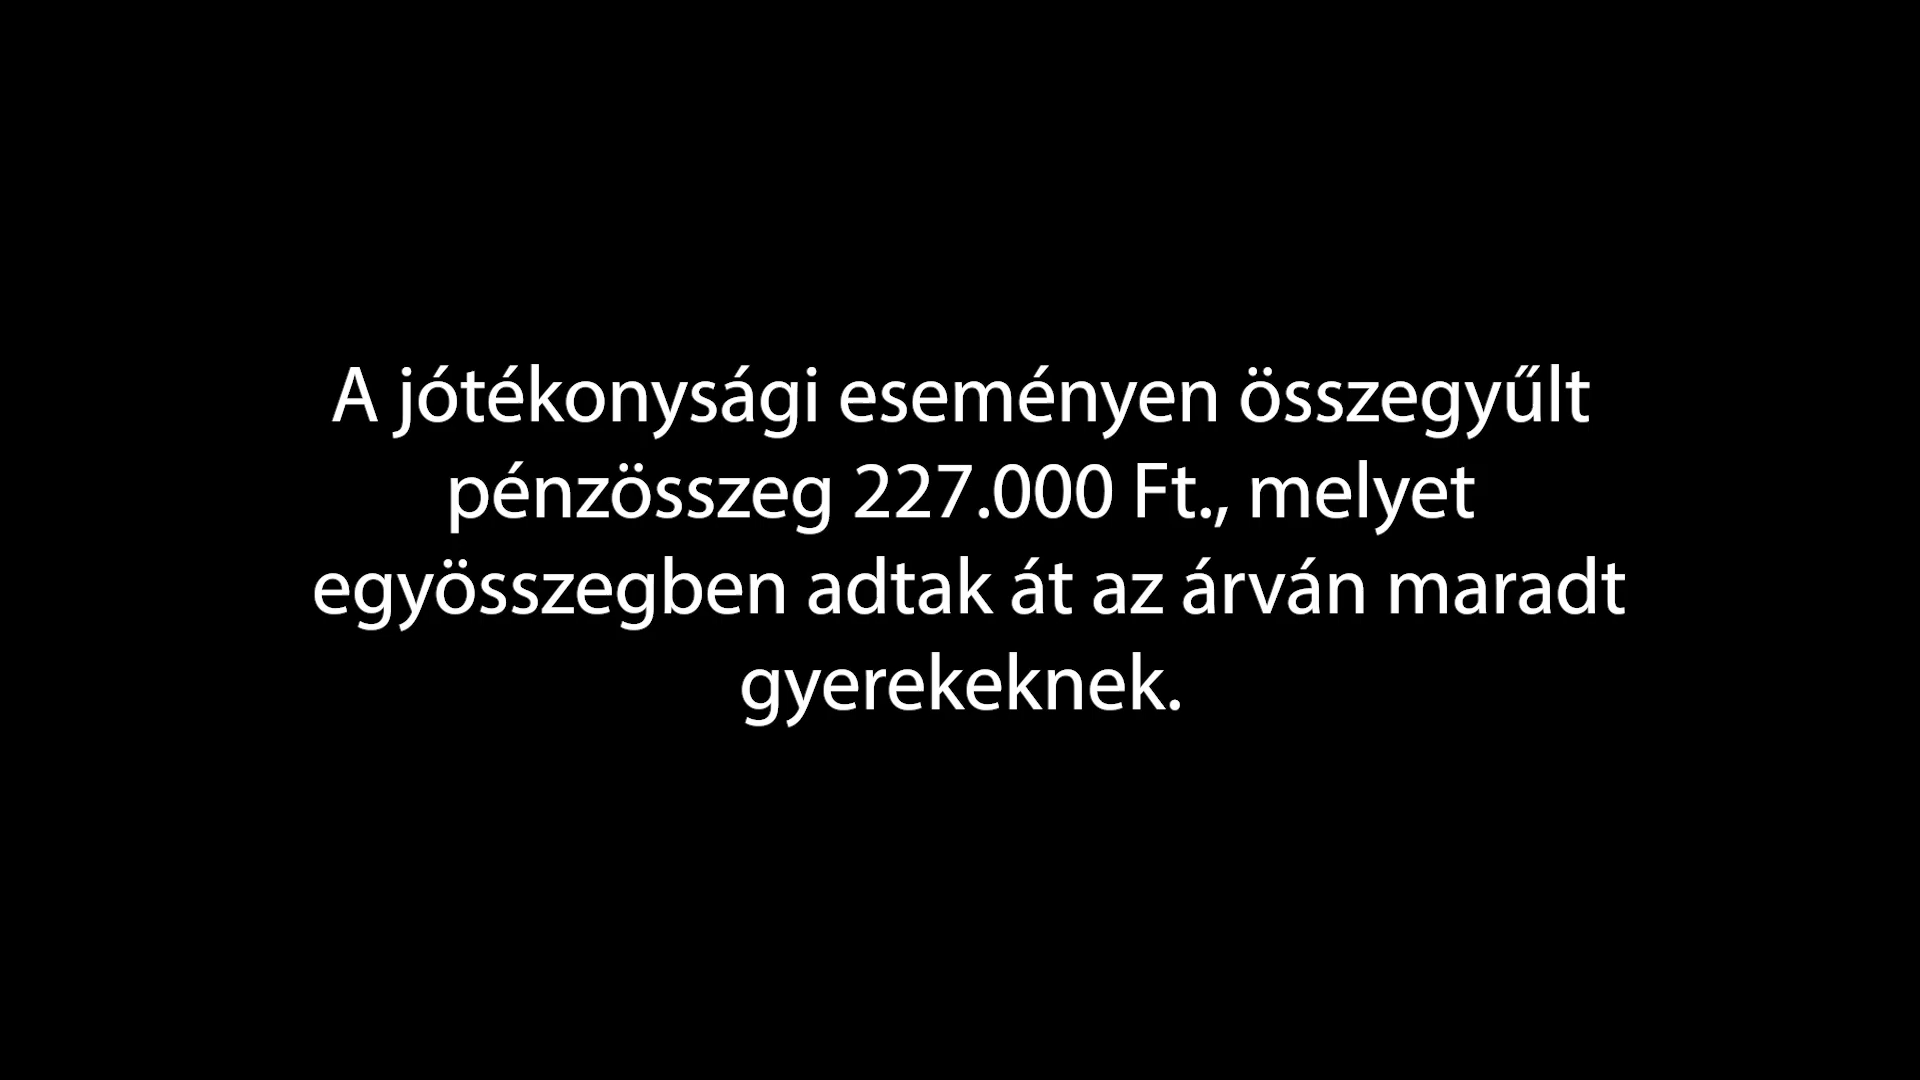 A jótékonysági eseményen összegyűlt
pénzösszeg 227.000 Ft., melyet
egyösszegben adtak át az árván maradt
gyerekeknek.